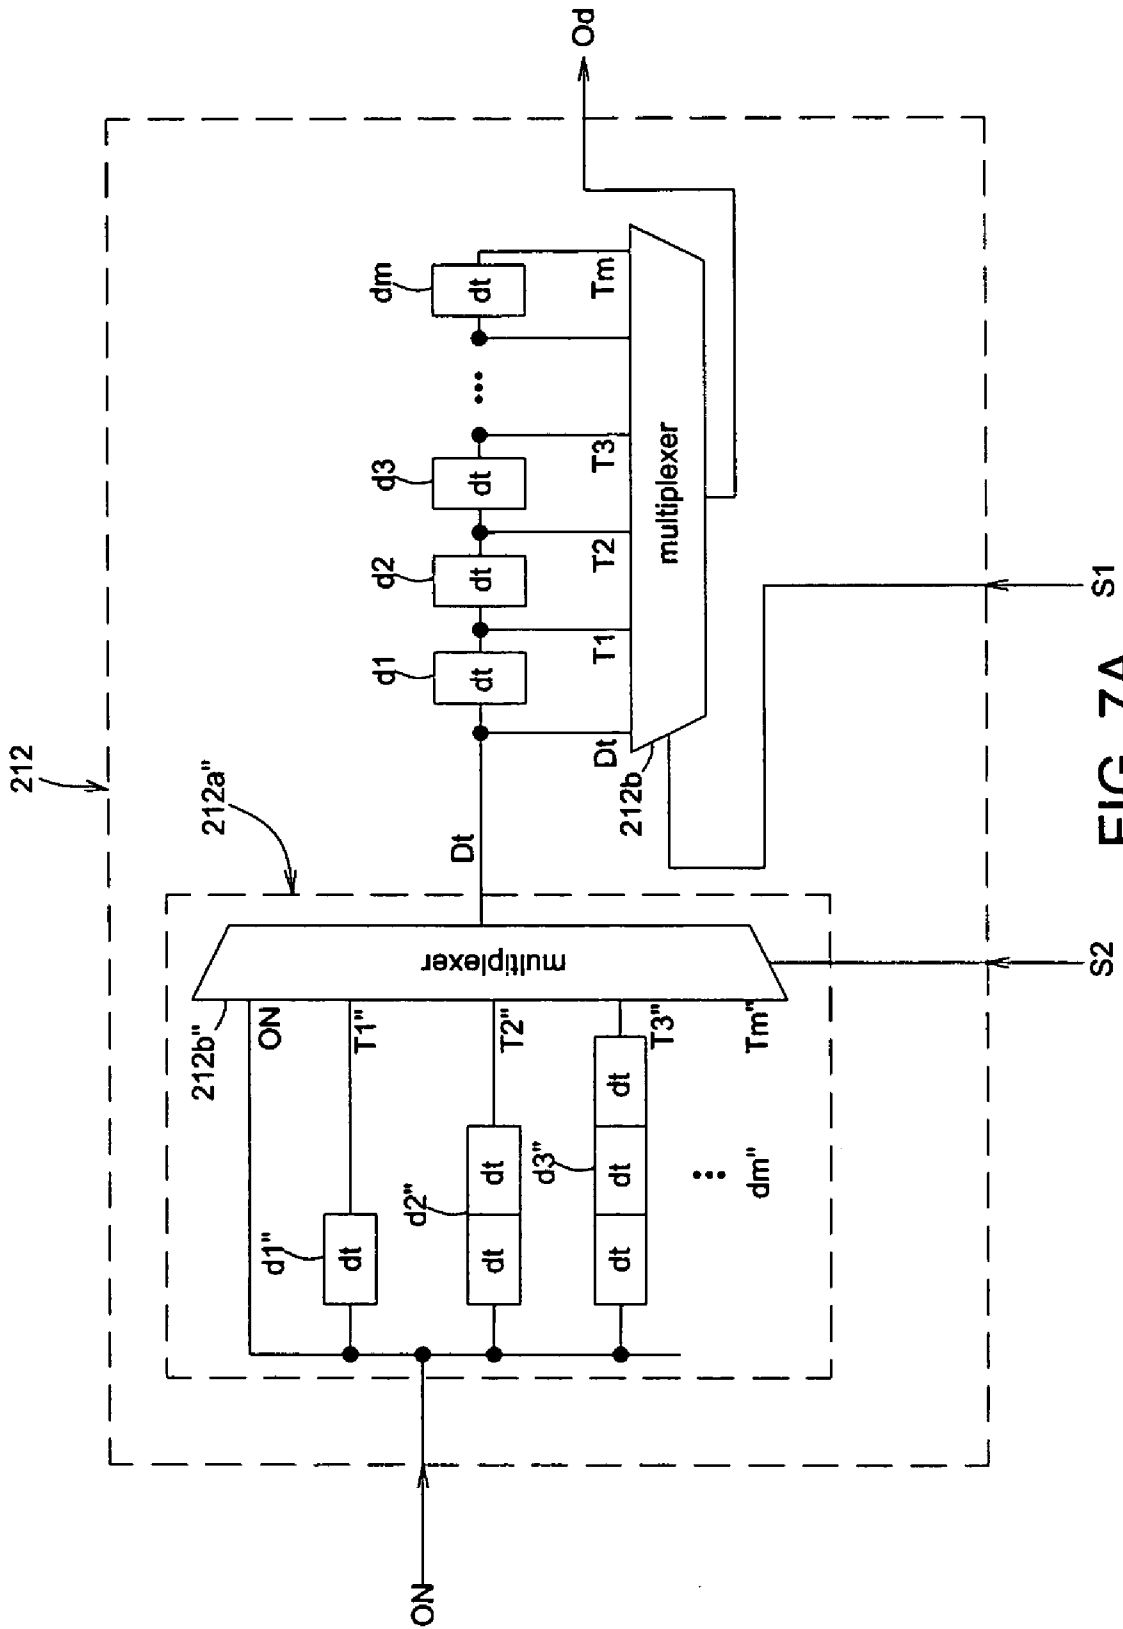 212
212a"
212b"
ON
ON
T1"
T2"
T3"
Tm"
d1"
dt
d2"
dt
dt
d3"
dt
dt
dt
dm"
multiplexer
S2
Dt
d1
dt
d2
dt
d3
dt
dm
dt
Dt
T1
T2
T3
Tm
212b
multiplexer
S1
Od
FIG. 7A